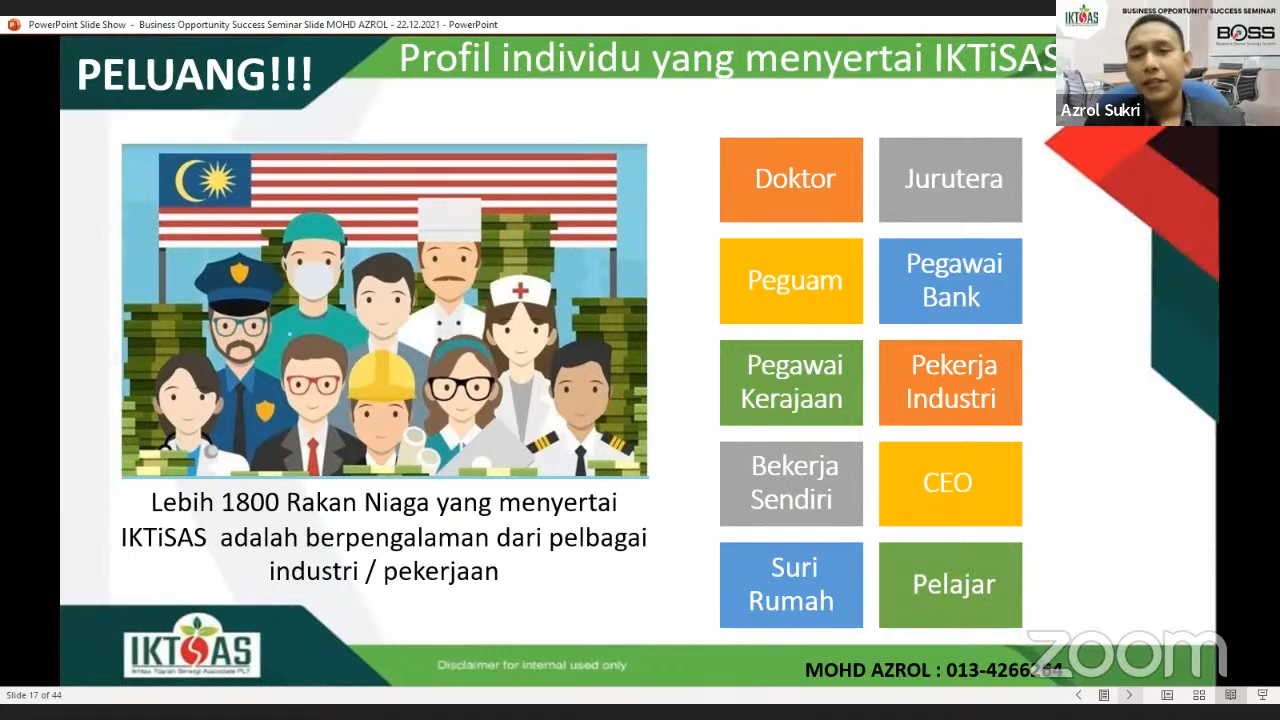 PowerPoint Slide Show - Business Opportunity Success Seminar Slide MOHD AZROL - 22.12.2021 - PowerPoint
IKTiSAS
BUSINESS OPPORTUNITY SUCCESS SEMINAR
BOSS
Azrol Sukri
PELUANG!!!
Profil individu yang menyertai IKTiSAS
Doktor
Jurutera
Peguam
Pegawai
Bank
Pegawai
Kerajaan
Pekerja
Industri
Bekerja
Sendiri
CEO
Suri
Rumah
Pelajar
Lebih 1800 Rakan Niaga yang menyertai
IKTiSAS adalah berpengalaman dari pelbagai
industri / pekerjaan
IKTiSAS
Disclaimer for internal used only
MOHD AZROL : 013-4266264
zoom
Slide 17 of 44